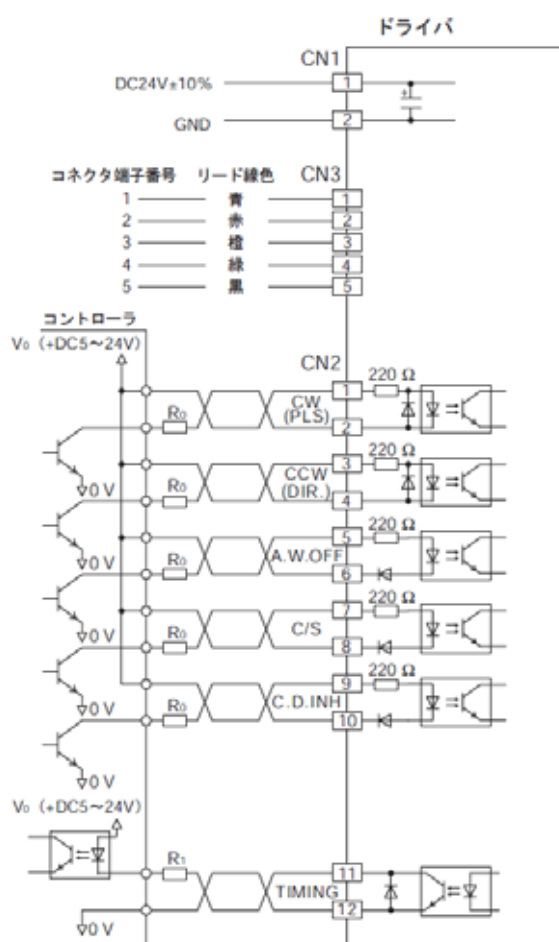 ドライバ
CN1
DC24V±10% 1
GND 2
コネクタ端子番号 リード線色 CN3
1 青 1
2 赤 2
3 橙 3
4 緑 4
5 黒 5
コントローラ
V₀ (+DC5~24V)
CN2
1 220 Ω
CW
(PLS)
R₀ 2
0 V
3 220 Ω
CCW
(DIR.)
R₀ 4
0 V
5 220 Ω
A.W.OFF
R₀ 6
0 V
7 220 Ω
C/S
R₀ 8
0 V
9 220 Ω
C.D.INH
R₀ 10
0 V
V₀ (+DC5~24V)
R₁ 11
TIMING
12
0 V